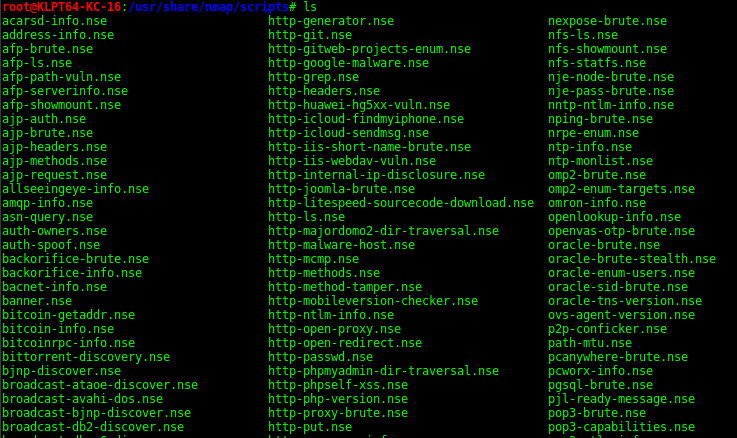 root@KLPT64-KC-16:/usr/share/nmap/scripts# ls
acarsd-info.nse http-generator.nse nexpose-brute.nse
address-info.nse http-git.nse nfs-ls.nse
afp-brute.nse http-gitweb-projects-enum.nse nfs-showmount.nse
afp-ls.nse http-google-malware.nse nfs-statfs.nse
afp-path-vuln.nse http-grep.nse nje-node-brute.nse
afp-serverinfo.nse http-headers.nse nje-pass-brute.nse
afp-showmount.nse http-huawei-hg5xx-vuln.nse nntp-ntlm-info.nse
ajp-auth.nse http-icloud-findmyiphone.nse nping-brute.nse
ajp-brute.nse http-icloud-sendmsg.nse nrpe-enum.nse
ajp-headers.nse http-iis-short-name-brute.nse ntp-info.nse
ajp-methods.nse http-iis-webdav-vuln.nse ntp-monlist.nse
ajp-request.nse http-internal-ip-disclosure.nse omp2-brute.nse
allseeingeye-info.nse http-joomla-brute.nse omp2-enum-targets.nse
amqp-info.nse http-litespeed-sourcecode-download.nse omron-info.nse
asn-query.nse http-ls.nse openlookup-info.nse
auth-owners.nse http-majordomo2-dir-traversal.nse openvas-otp-brute.nse
auth-spoof.nse http-malware-host.nse oracle-brute.nse
backorifice-brute.nse http-mcmp.nse oracle-brute-stealth.nse
backorifice-info.nse http-methods.nse oracle-enum-users.nse
bacnet-info.nse http-method-tamper.nse oracle-sid-brute.nse
banner.nse http-mobileversion-checker.nse oracle-tns-version.nse
bitcoin-getaddr.nse http-ntlm-info.nse ovs-agent-version.nse
bitcoin-info.nse http-open-proxy.nse p2p-conficker.nse
bitcoinrpc-info.nse http-open-redirect.nse path-mtu.nse
bittorrent-discovery.nse http-passwd.nse pcanywhere-brute.nse
bjnp-discover.nse http-phpmyadmin-dir-traversal.nse pcworx-info.nse
broadcast-ataoe-discover.nse http-phpself-xss.nse pgsql-brute.nse
broadcast-avahi-dos.nse http-php-version.nse pjl-ready-message.nse
broadcast-bjnp-discover.nse http-proxy-brute.nse pop3-brute.nse
broadcast-db2-discover.nse http-put.nse pop3-capabilities.nse